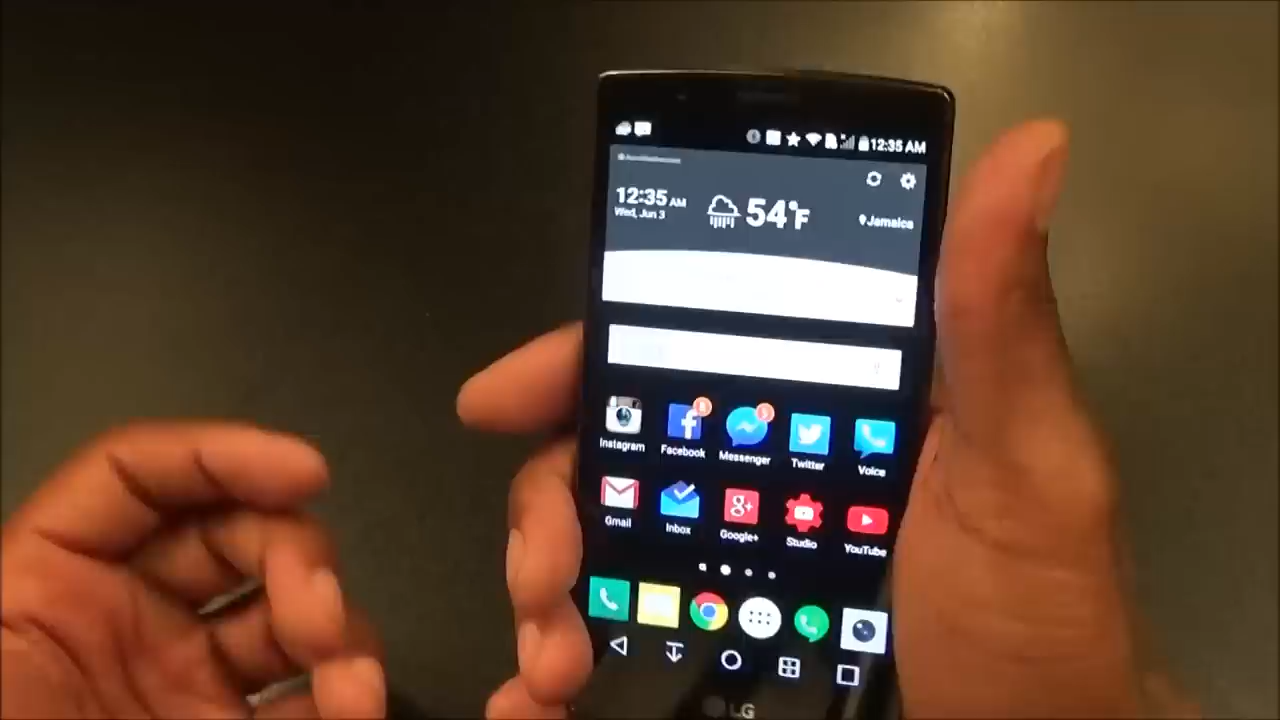 12:35 AM
12:35 AM
Wed, Jun 3
54°F
Jamaica
Instagram
Facebook
Messenger
Twitter
Voice
Gmail
Inbox
Google+
Studio
YouTube
LG